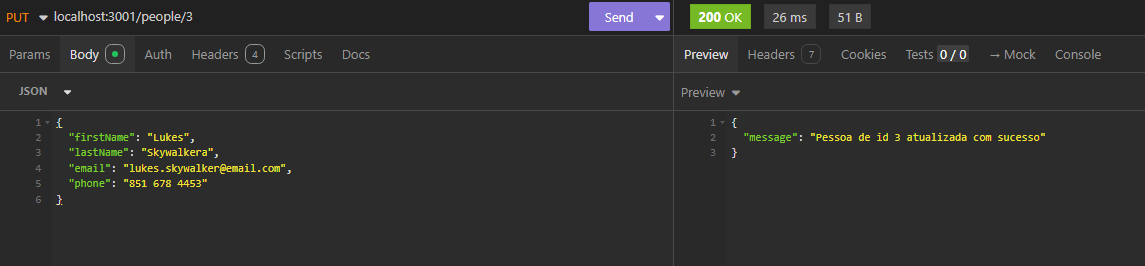 PUT localhost:3001/people/3 Send
200 OK 26 ms 51 B
Params Body Auth Headers 4 Scripts Docs
Preview Headers 7 Cookies Tests 0 / 0 → Mock Console
JSON
Preview
1 {
2 "firstName": "Lukes",
3 "lastName": "Skywalkera",
4 "email": "lukes.skywalker@email.com",
5 "phone": "851 678 4453"
6 }
1 {
2 "message": "Pessoa de id 3 atualizada com sucesso"
3 }